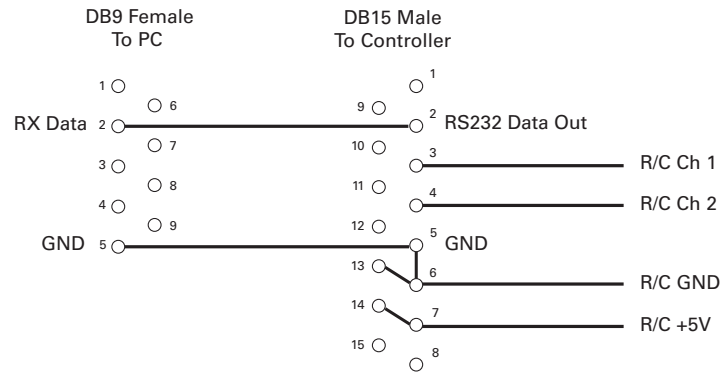 DB9 Female
To PC
DB15 Male
To Controller
1
6
RX Data 2
7
3
8
4
9
GND 5
1
9
2 RS232 Data Out
10
3 R/C Ch 1
11
4 R/C Ch 2
12
5 GND
13
6 R/C GND
14
7 R/C +5V
15
8